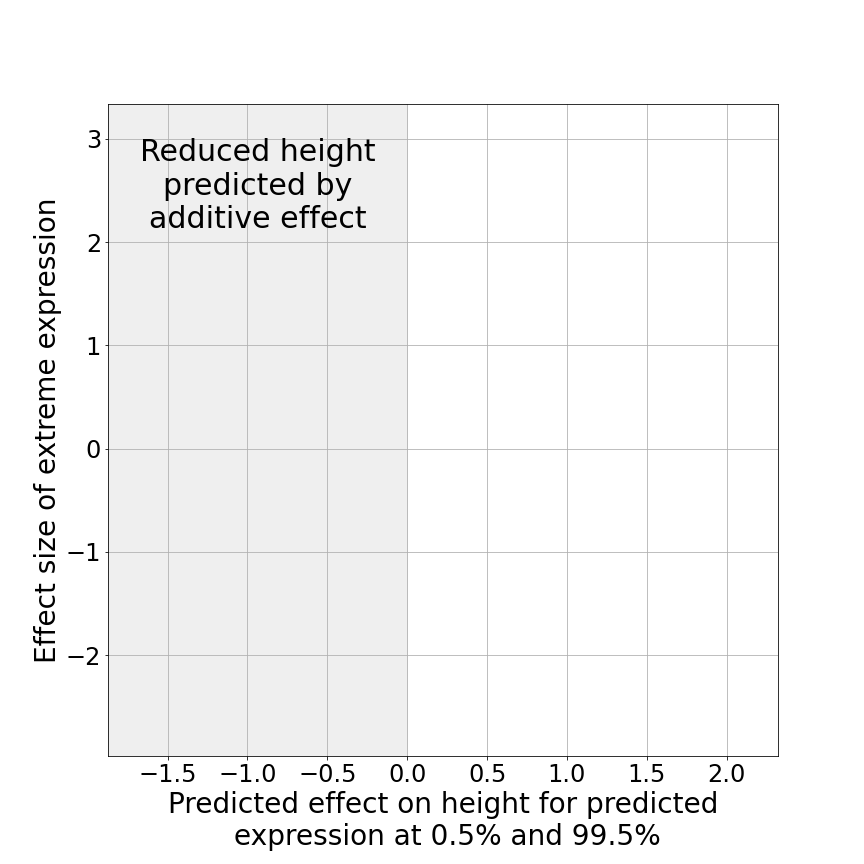 Reduced height
predicted by
additive effect
3
2
1
0
−1
−2
Effect size of extreme expression
−1.5 −1.0 −0.5 0.0 0.5 1.0 1.5 2.0
Predicted effect on height for predicted
expression at 0.5% and 99.5%